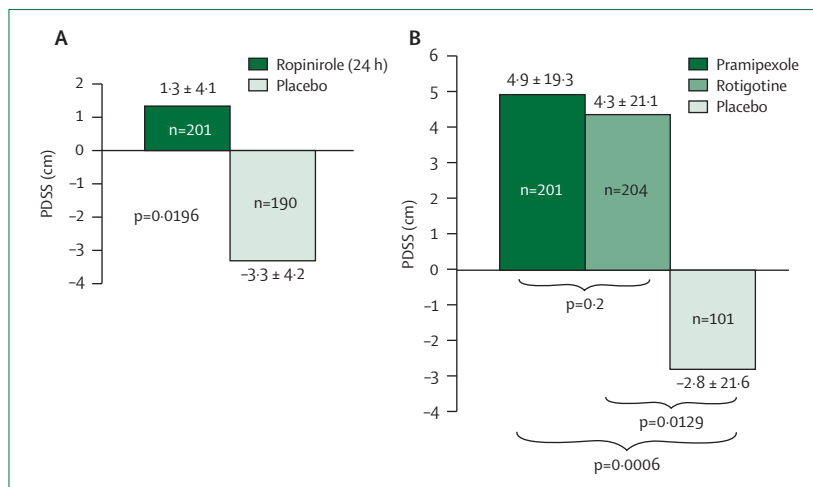 A
Ropinirole (24 h)
Placebo
2
1
0
−1
−2
−3
−4
PDSS (cm)
1·3 ± 4·1
n=201
n=190
p=0·0196
−3·3 ± 4·2
B
Pramipexole
Rotigotine
Placebo
6
5
4
3
2
1
0
−1
−2
−3
−4
PDSS (cm)
4·9 ± 19·3
4·3 ± 21·1
n=201
n=204
p=0·2
n=101
−2·8 ± 21·6
p=0·0129
p=0·0006